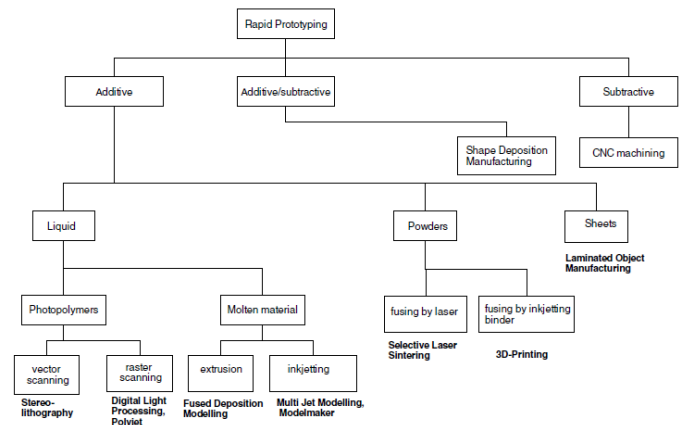 Rapid Prototyping
Additive
Additive/subtractive
Subtractive
Shape Deposition
Manufacturing
CNC machining
Liquid
Powders
Sheets
Laminated Object
Manufacturing
Photopolymers
Molten material
fusing by laser
fusing by inkjetting
binder
Selective Laser
Sintering
3D-Printing
vector
scanning
raster
scanning
extrusion
inkjetting
Stereo-
lithography
Digital Light
Processing,
Polyjet
Fused Deposition
Modelling
Multi Jet Modelling,
Modelmaker